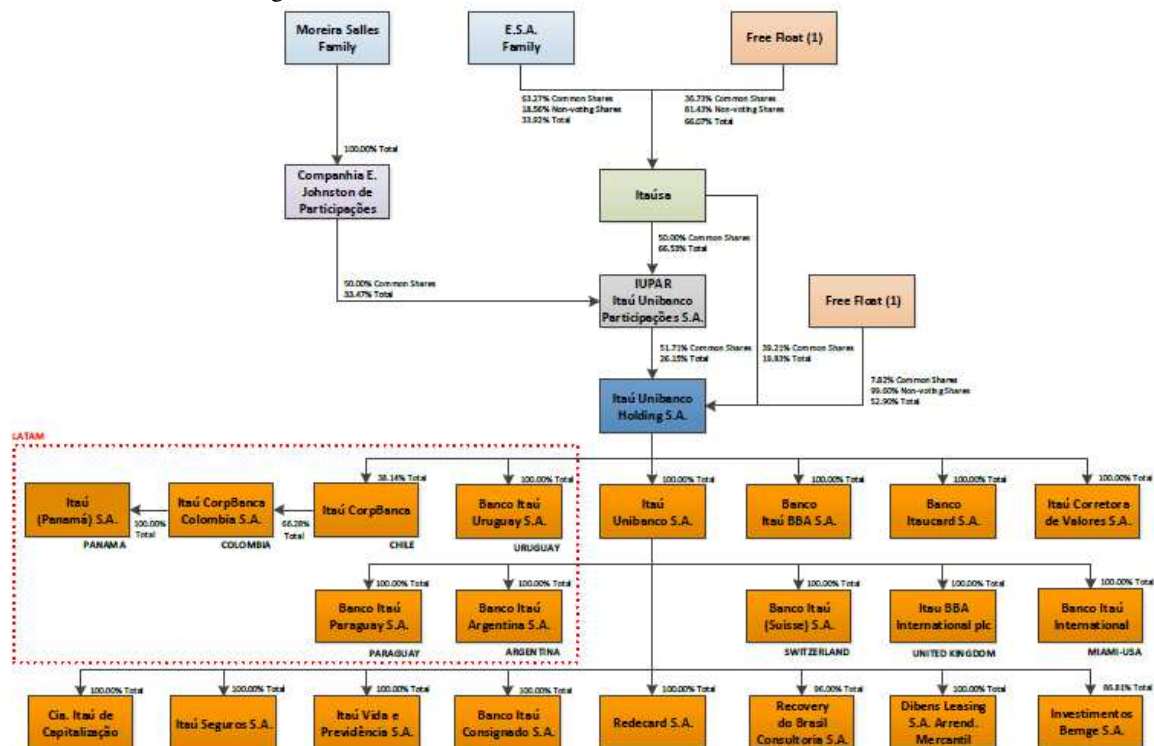 Moreira Salles
Family
E.S.A.
Family
Free Float (1)
63.27% Common Shares
18.56% Non-voting Shares
33.92% Total
36.73% Common Shares
81.43% Non-voting Shares
66.07% Total
100.00% Total
Companhia E.
Johnston de
Participações
Itaúsa
50.00% Common Shares
66.53% Total
50.00% Common Shares
33.47% Total
IUPAR
Itaú Unibanco
Participações S.A.
Free Float (1)
51.71% Common Shares
26.15% Total
39.21% Common Shares
19.93% Total
7.82% Common Shares
99.60% Non-voting Shares
52.90% Total
Itaú Unibanco
Holding S.A.
LATAM
38.14% Total
100.00% Total
100.00% Total
100.00% Total
100.00% Total
100.00% Total
Itaú
(Panamá) S.A.
100.00%
Total
Itaú CorpBanca
Colombia S.A.
66.28%
Total
Itaú CorpBanca
Banco Itaú
Uruguay S.A.
Itaú
Unibanco S.A.
Banco
Itaú BBA S.A.
Banco
Itaucard S.A.
Itaú Corretora
de Valores S.A.
PANAMA
COLOMBIA
CHILE
URUGUAY
100.00% Total
100.00% Total
100.00% Total
100.00% Total
100.00% Total
Banco Itaú
Paraguay S.A.
Banco Itaú
Argentina S.A.
Banco Itaú
(Suisse) S.A.
Itau BBA
International plc
Banco Itaú
International
PARAGUAY
ARGENTINA
SWITZERLAND
UNITED KINGDOM
MIAMI-USA
100.00% Total
100.00% Total
100.00% Total
100.00% Total
100.00% Total
96.00% Total
100.00% Total
86.81% Total
Cia. Itaú de
Capitalização
Itaú Seguros S.A.
Itaú Vida e
Previdência S.A.
Banco Itaú
Consignado S.A.
Redecard S.A.
Recovery
do Brasil
Consultoria S.A.
Dibens Leasing
S.A. Arrend.
Mercantil
Investimentos
Bemge S.A.